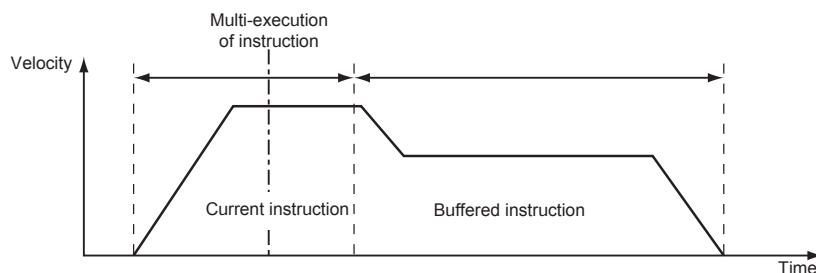 Multi-execution
of instruction
Velocity
Current instruction
Buffered instruction
Time